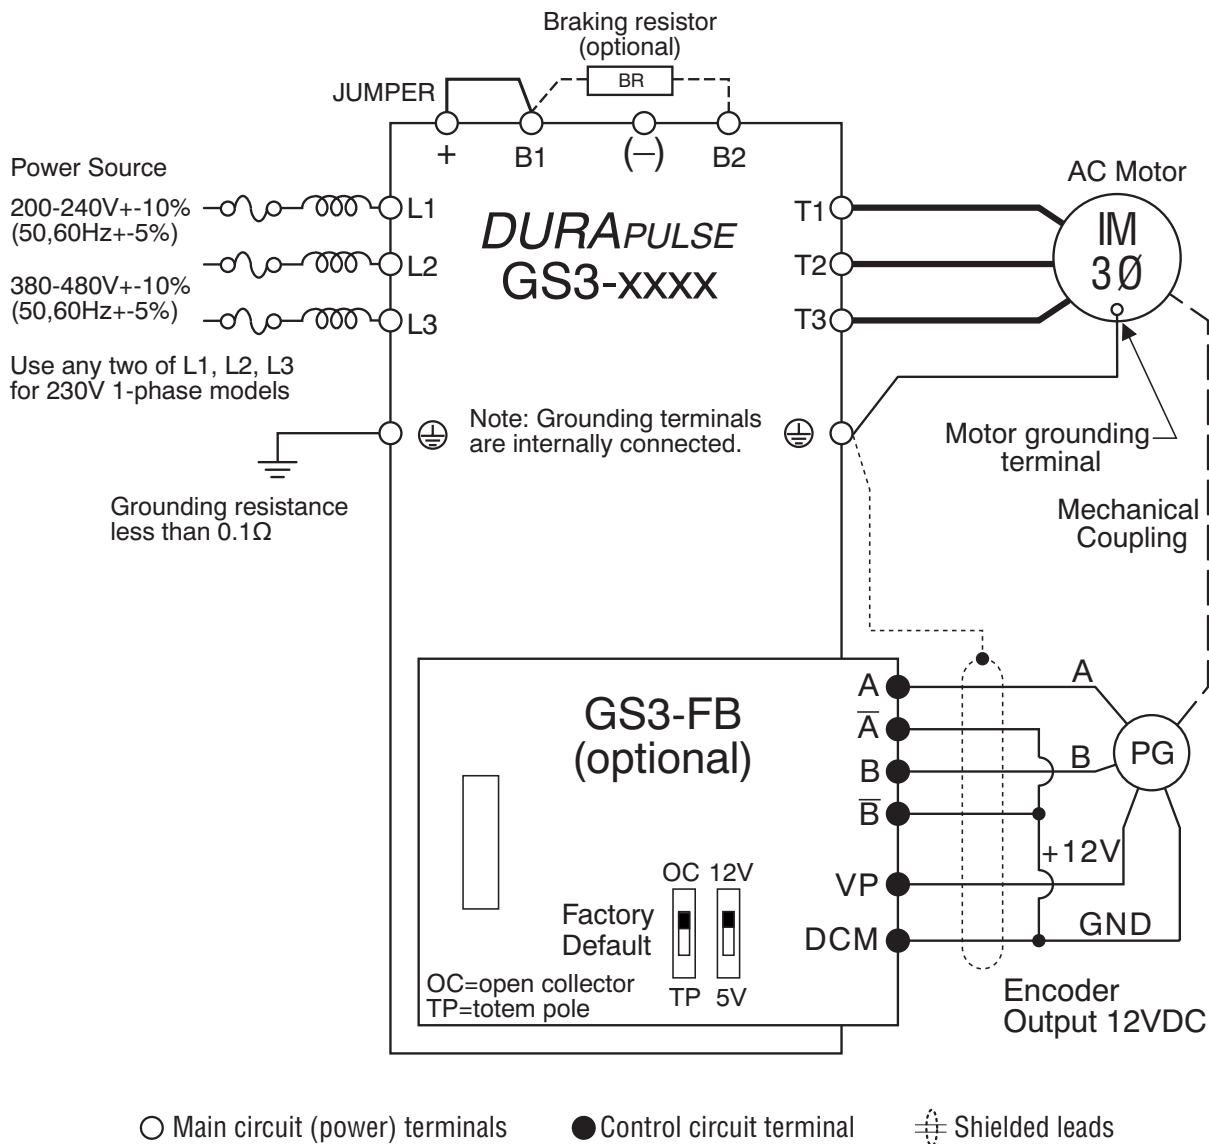 Braking resistor
(optional)
BR
JUMPER
+
B1
(—)
B2
Power Source
200-240V+-10%
(50,60Hz+-5%)
380-480V+-10%
(50,60Hz+-5%)
Use any two of L1, L2, L3
for 230V 1-phase models
L1
L2
L3
DURAPULSE
GS3-xxxx
T1
T2
T3
AC Motor
IM
3Ø
Note: Grounding terminals
are internally connected.
Motor grounding
terminal
Grounding resistance
less than 0.1Ω
Mechanical
Coupling
GS3-FB
(optional)
A
A̅
B
B̅
VP
DCM
A
B
PG
+12V
GND
OC 12V
Factory
Default
TP 5V
OC=open collector
TP=totem pole
Encoder
Output 12VDC
Main circuit (power) terminals
Control circuit terminal
Shielded leads